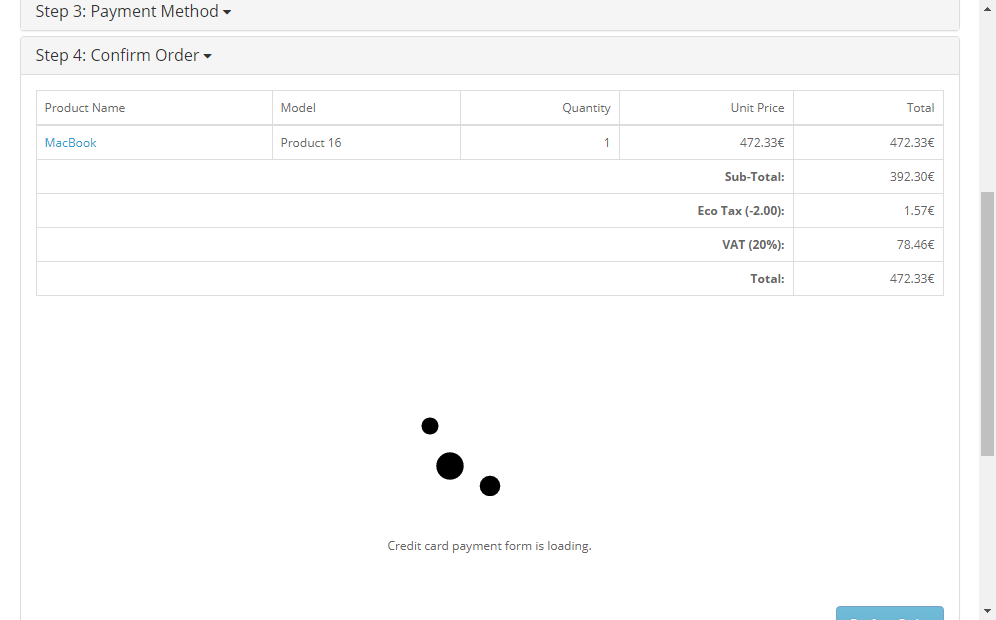 Step 3: Payment Method
Step 4: Confirm Order
Product Name Model Quantity Unit Price Total
MacBook Product 16 1 472.33€ 472.33€
Sub-Total: 392.30€
Eco Tax (-2.00): 1.57€
VAT (20%): 78.46€
Total: 472.33€
Credit card payment form is loading.